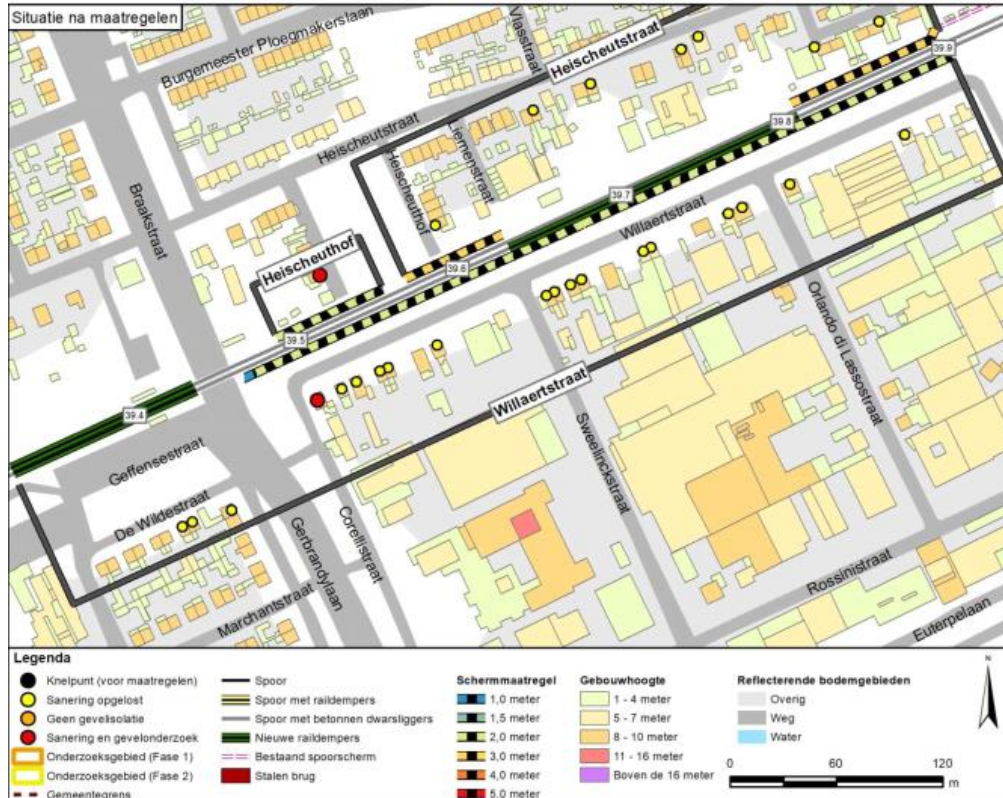 Situatie na maatregelen
Burgemeester Ploegmakerslaan
Vlasstraat
Heischeutstraat
39.9
Heischeutstraat
Liemenstraat
39.8
Braakstraat
Heischeuthof
39.7
Willaertstraat
Heischeuthof
39.6
39.5
Orlando di Lassostraat
Willaertstraat
39.4
Geffensestraat
Sweelinckstraat
De Wildestraat
Corellistraat
Gerbrandylaan
Rossinistraat
Marchantstraat
Euterpelaan
Legenda
Knelpunt (voor maatregelen)
Sanering opgelost
Geen gevelisolatie
Sanering en gevelonderzoek
Onderzoeksgebied (Fase 1)
Onderzoeksgebied (Fase 2)
Gemeentegrens
Spoor
Spoor met raildempers
Spoor met betonnen dwarsliggers
Nieuwe raildempers
Bestaand spoorscherm
Stalen brug
Schermmaatregel
1,0 meter
1,5 meter
2,0 meter
3,0 meter
4,0 meter
5,0 meter
Gebouwhoogte
1 - 4 meter
5 - 7 meter
8 - 10 meter
11 - 16 meter
Boven de 16 meter
Reflecterende bodemgebieden
Overig
Weg
Water
N
0 60 120
m